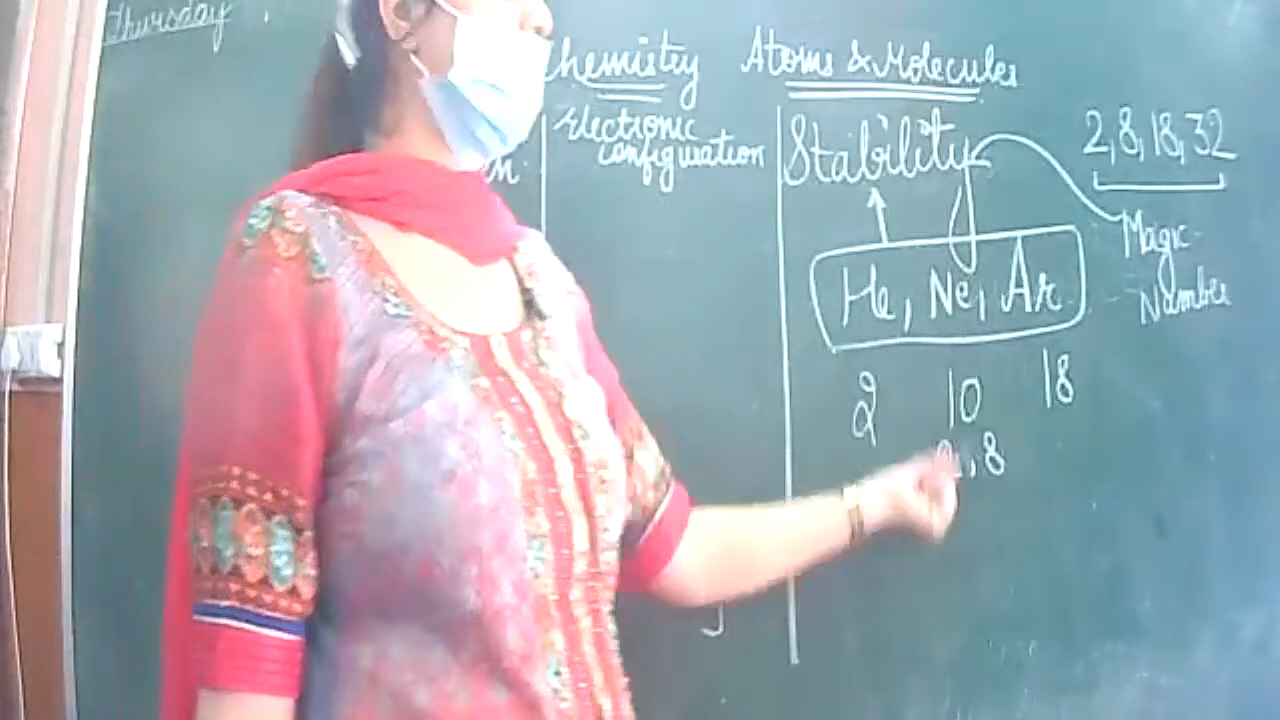 Thursday
Chemistry Atoms & Molecules
Electronic
configuration
Stability
2,8,18,32
Magic
Number
He, Ne, Ar
2 10 18
2,8